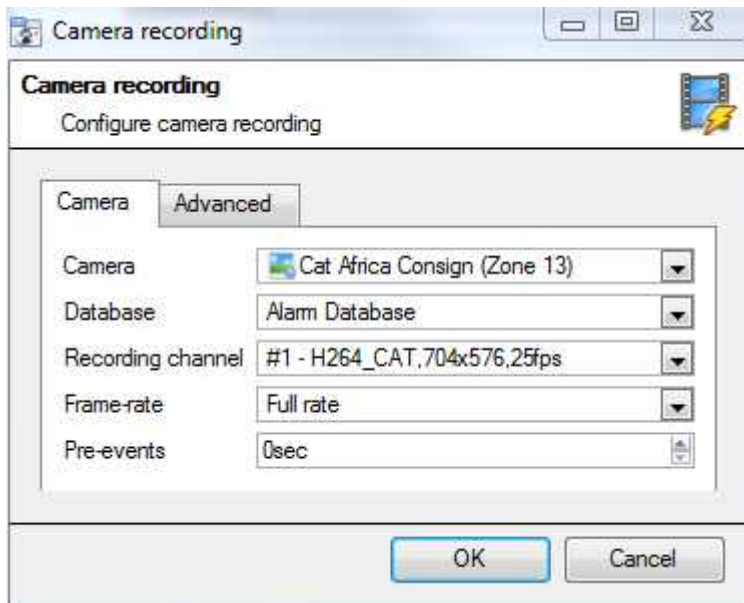 Camera recording
Camera recording
Configure camera recording
Camera Advanced
Camera Cat Africa Consign (Zone 13)
Database Alarm Database
Recording channel #1 - H264_CAT,704x576,25fps
Frame-rate Full rate
Pre-events 0sec
OK Cancel